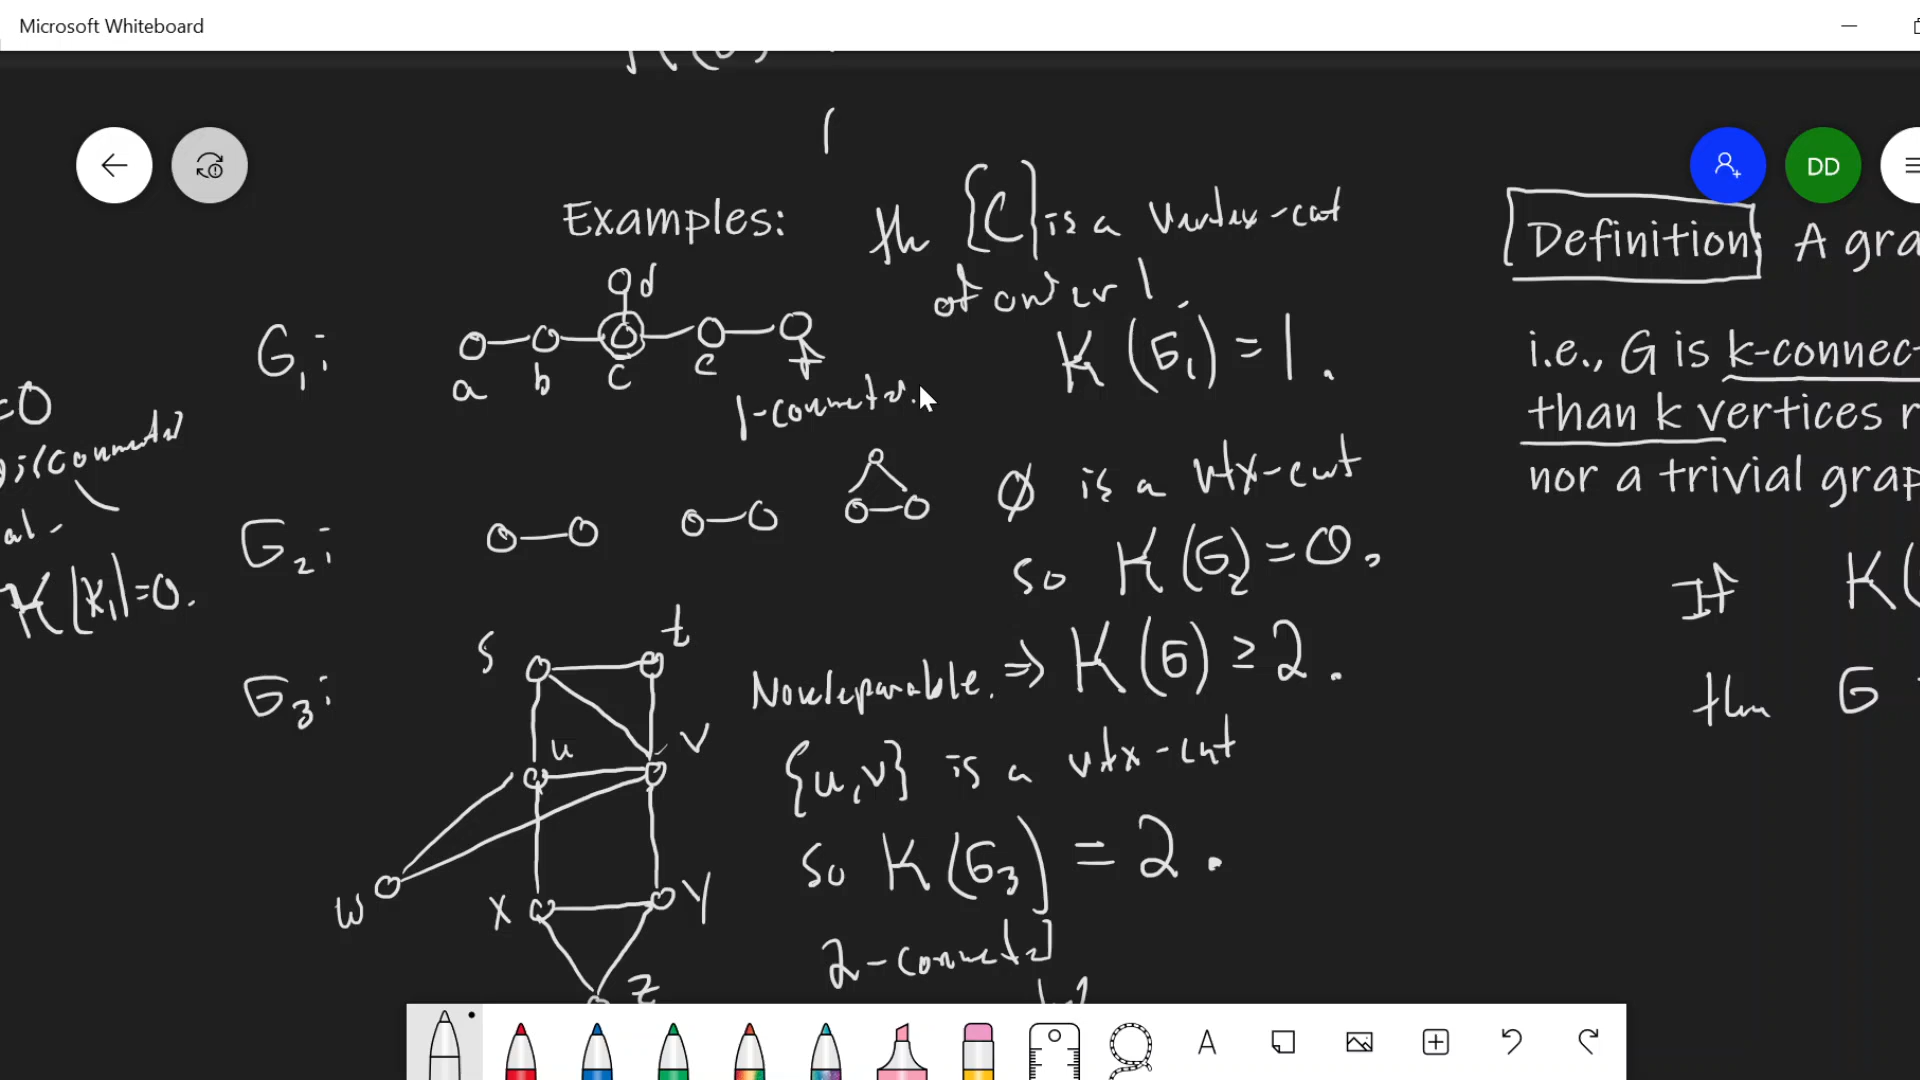 Microsoft Whiteboard
DD
Examples:
{C} is a vertex-cut
of order 1.
G₁:
d
a b c e f
K(G₁) = 1.
1-connected.
=0
disconnected
K(K₁)=0.
G₂:
∅ is a vtx-cut
so K(G₂) = 0,
G₃:
s t
u v
w x y
z
Nonseparable. ⇒ K(G) ≥ 2.
{u,v} is a vtx-cut
so K(G₃) = 2.
2-connected
Definition: A gra
i.e., G is k-connec
than k vertices r
nor a trivial grap
If K(
then G